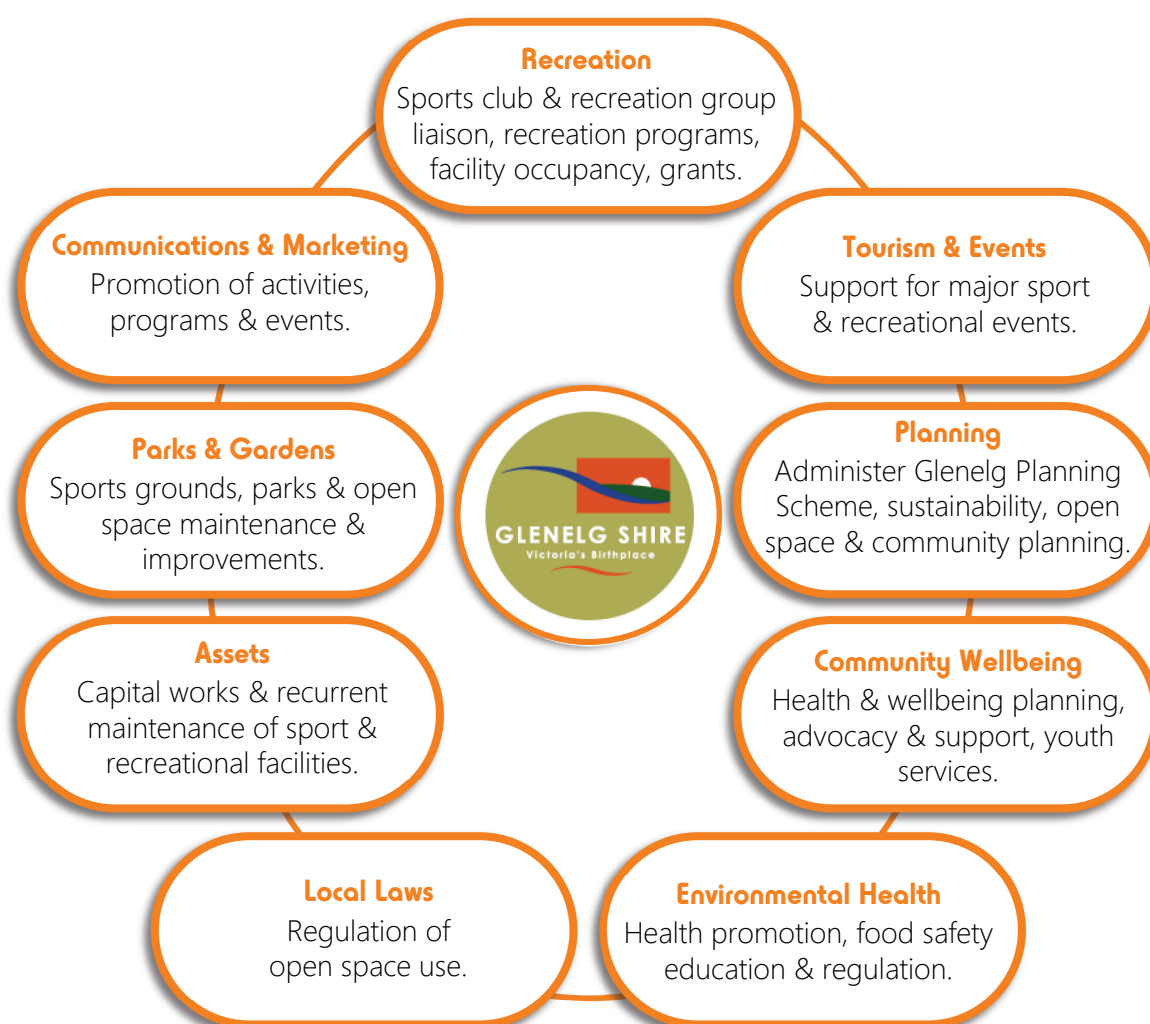 Recreation
Sports club & recreation group
liaison, recreation programs,
facility occupancy, grants.
Communications & Marketing
Promotion of activities,
programs & events.
Tourism & Events
Support for major sport
& recreational events.
Parks & Gardens
Sports grounds, parks & open
space maintenance &
improvements.
GLENELG SHIRE
Victoria's Birthplace
Planning
Administer Glenelg Planning
Scheme, sustainability, open
space & community planning.
Assets
Capital works & recurrent
maintenance of sport &
recreational facilities.
Community Wellbeing
Health & wellbeing planning,
advocacy & support, youth
services.
Local Laws
Regulation of
open space use.
Environmental Health
Health promotion, food safety
education & regulation.